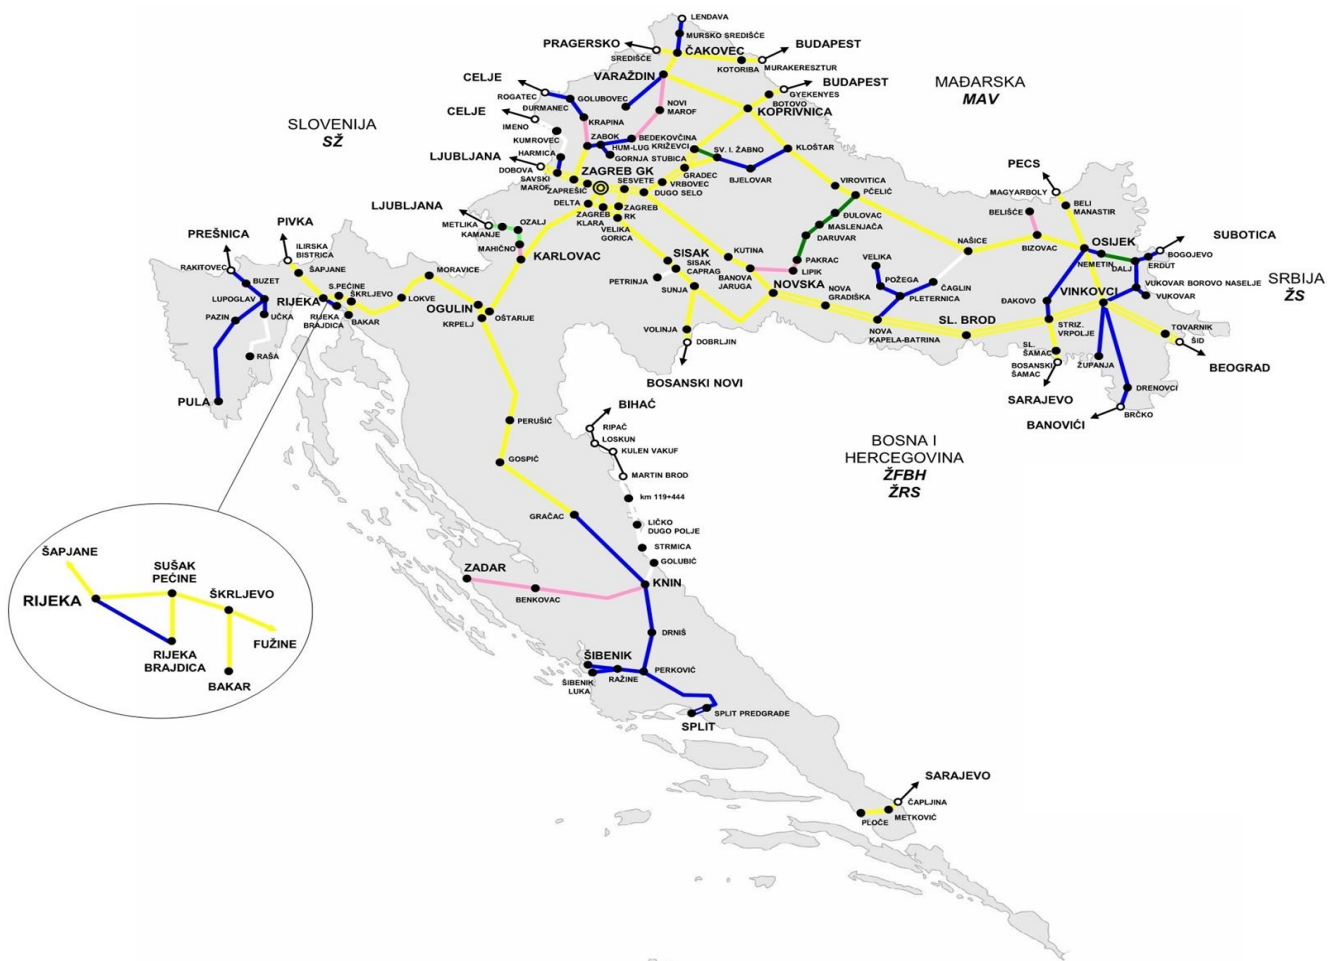 LENDAVA
MURSKO SREDIŠĆE
PRAGERSKO
SREDIŠĆE
ČAKOVEC
BUDAPEST
KOTORIBA
MURAKERESZTUR
CELJE
VARAŽDIN
BUDAPEST
MAĐARSKA
MAV
ROGATEC
GOLUBOVEC
GYEKENYES
BOTOVO
ĐURMANEC
NOVI
MAROF
KOPRIVNICA
CELJE
KRAPINA
SLOVENIJA
SŽ
IMENO
KUMROVEC
ZABOK
BEDEKOVČINA
HUM-LUG
KRIŽEVCI
SV. I. ŽABNO
KLOŠTAR
HARMICA
GORNJA STUBICA
LJUBLJANA
DOBOVA
ZAGREB GK
GRADEC
BJELOVAR
PECS
SAVSKI
MAROF
SESVETE
VRBOVEC
VIROVITICA
ZAPREŠIĆ
DUGO SELO
PČELIĆ
MAGYARBOLY
DELTA
ZAGREB
KLARA
ZAGREB
RK
BELI
MANASTIR
LJUBLJANA
ĐULOVAC
BELIŠĆE
METLIKA
KAMANJE
OZALJ
VELIKA
GORICA
MASLENJAČA
PIVKA
MAHIČNO
DARUVAR
NAŠICE
BIZOVAC
OSIJEK
SUBOTICA
PREŠNICA
KARLOVAC
SISAK
KUTINA
PAKRAC
VELIKA
NEMETIN
DALJ
BOGOJEVO
ERDUT
ILIRSKA
BISTRICA
SISAK
CAPRAG
LIPIK
RAKITOVEC
ŠAPJANE
MORAVICE
PETRINJA
BANOVA
JARUGA
POŽEGA
ČAGLIN
SRBIJA
ŽS
BUZET
S.PEĆINE
SUNJA
NOVSKA
PLETERNICA
VUKOVAR BOROVO NASELJE
LUPOGLAV
RIJEKA
ŠKRLJEVO
LOKVE
NOVA
GRADIŠKA
ĐAKOVO
VINKOVCI
VUKOVAR
PAZIN
UČKA
RIJEKA
BRAJDICA
BAKAR
OGULIN
KRPELJ
OŠTARIJE
VOLINJA
NOVA
KAPELA-BATRINA
SL. BROD
STRIZ.
VRPOLJE
TOVARNIK
ŠID
RAŠA
DOBRLJIN
SL.
ŠAMAC
BOSANSKI
ŠAMAC
ŽUPANJA
BEOGRAD
BOSANSKI NOVI
DRENOVCI
PULA
SARAJEVO
BRČKO
BANOVIĆI
BIHAĆ
PERUŠIĆ
RIPAČ
LOSKUN
KULEN VAKUF
BOSNA I
HERCEGOVINA
ŽFBH
ŽRS
GOSPIĆ
MARTIN BROD
km 119+444
GRAČAC
LIČKO
DUGO POLJE
STRMICA
GOLUBIĆ
ZADAR
KNIN
BENKOVAC
ŠAPJANE
SUŠAK
PEĆINE
ŠKRLJEVO
RIJEKA
FUŽINE
RIJEKA
BRAJDICA
BAKAR
DRNIŠ
ŠIBENIK
PERKOVIĆ
RAŽINE
ŠIBENIK
LUKA
SPLIT PREDGRAĐE
SPLIT
SARAJEVO
ČAPLJINA
PLOČE
METKOVIĆ